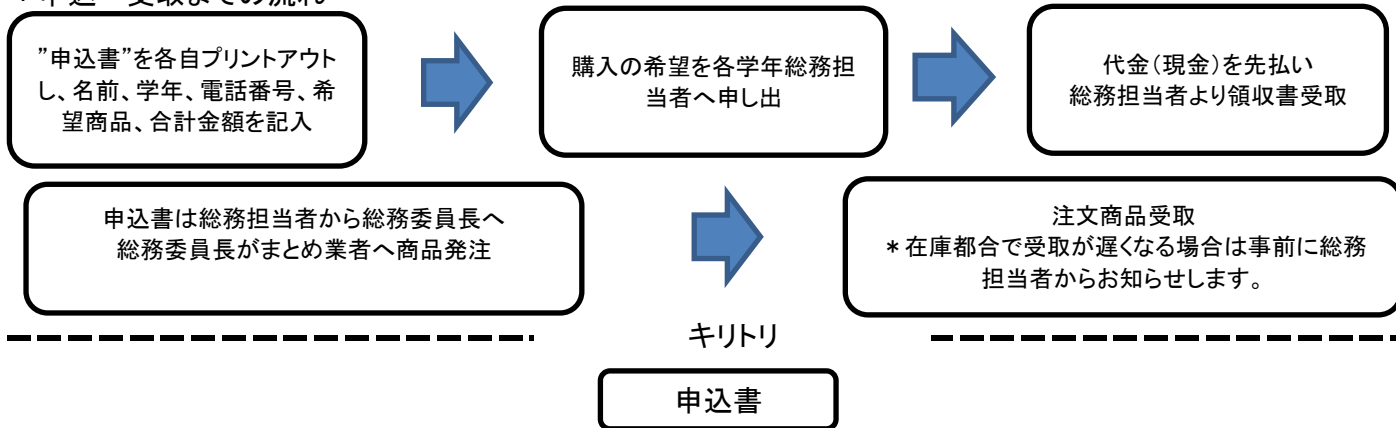 ”申込書”を各自プリントアウト
し、名前、学年、電話番号、希
望商品、合計金額を記入
購入の希望を各学年総務担
当者へ申し出
代金(現金)を先払い
総務担当者より領収書受取
申込書は総務担当者から総務委員長へ
総務委員長がまとめ業者へ商品発注
注文商品受取
*在庫都合で受取が遅くなる場合は事前に総務
担当者からお知らせします。
キリトリ
申込書